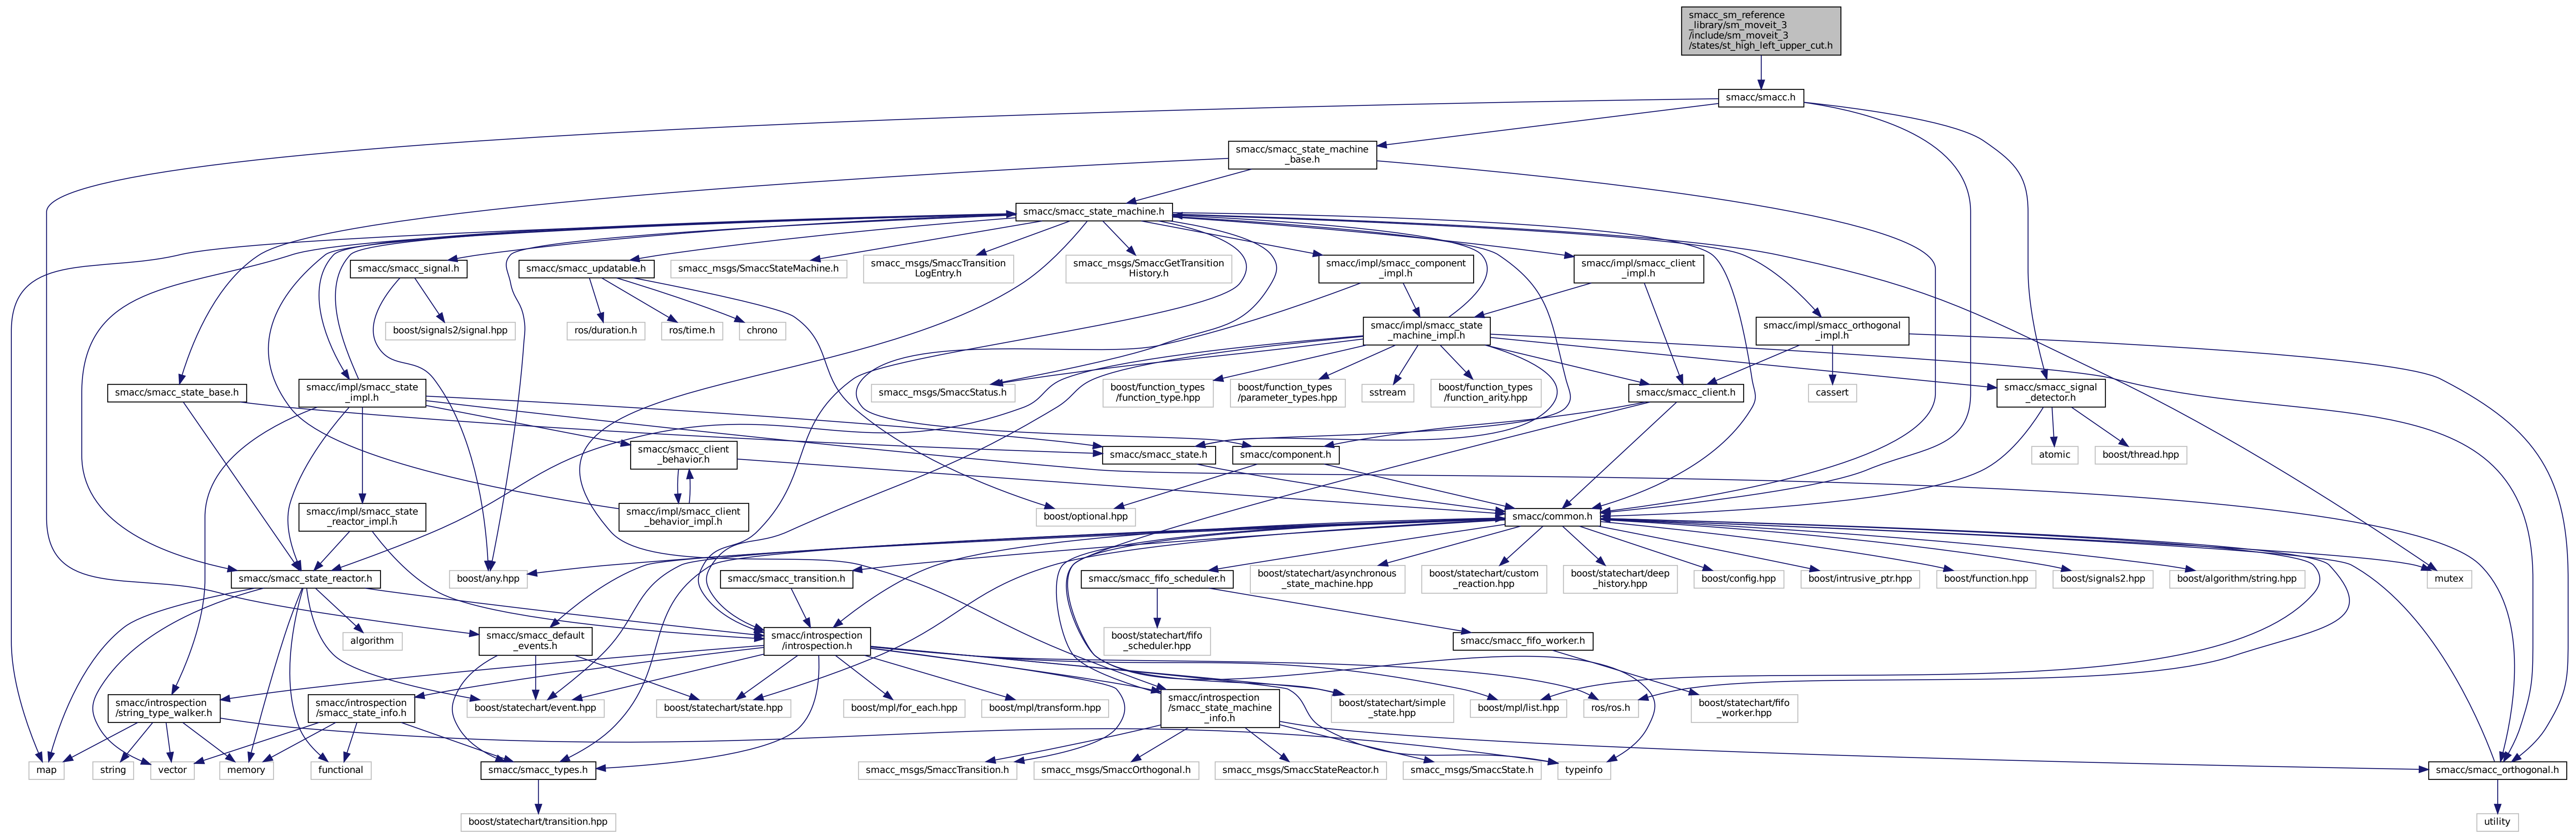 smacc_sm_reference
_library/sm_moveit_3
/include/sm_moveit_3
/states/st_high_left_upper_cut.h
smacc/smacc.h
smacc/smacc_state_machine
_base.h
smacc/smacc_state_machine.h
smacc/smacc_signal.h
smacc/smacc_updatable.h
smacc_msgs/SmaccStateMachine.h
smacc_msgs/SmaccTransition
LogEntry.h
smacc_msgs/SmaccGetTransition
History.h
smacc/impl/smacc_component
_impl.h
smacc/impl/smacc_client
_impl.h
boost/signals2/signal.hpp
ros/duration.h
ros/time.h
chrono
smacc/impl/smacc_state
_machine_impl.h
smacc/impl/smacc_orthogonal
_impl.h
smacc/smacc_state_base.h
smacc/impl/smacc_state
_impl.h
smacc_msgs/SmaccStatus.h
boost/function_types
/function_type.hpp
boost/function_types
/parameter_types.hpp
sstream
boost/function_types
/function_arity.hpp
smacc/smacc_client.h
cassert
smacc/smacc_signal
_detector.h
smacc/smacc_client
_behavior.h
smacc/smacc_state.h
smacc/component.h
atomic
boost/thread.hpp
smacc/impl/smacc_state
_reactor_impl.h
smacc/impl/smacc_client
_behavior_impl.h
boost/optional.hpp
smacc/common.h
smacc/smacc_state_reactor.h
boost/any.hpp
smacc/smacc_transition.h
smacc/smacc_fifo_scheduler.h
boost/statechart/asynchronous
_state_machine.hpp
boost/statechart/custom
_reaction.hpp
boost/statechart/deep
_history.hpp
boost/config.hpp
boost/intrusive_ptr.hpp
boost/function.hpp
boost/signals2.hpp
boost/algorithm/string.hpp
mutex
algorithm
smacc/smacc_default
_events.h
smacc/introspection
/introspection.h
boost/statechart/fifo
_scheduler.hpp
smacc/smacc_fifo_worker.h
smacc/introspection
/string_type_walker.h
smacc/introspection
/smacc_state_info.h
boost/statechart/event.hpp
boost/statechart/state.hpp
boost/mpl/for_each.hpp
boost/mpl/transform.hpp
smacc/introspection
/smacc_state_machine
_info.h
boost/statechart/simple
_state.hpp
boost/mpl/list.hpp
ros/ros.h
boost/statechart/fifo
_worker.hpp
map
string
vector
memory
functional
smacc/smacc_types.h
smacc_msgs/SmaccTransition.h
smacc_msgs/SmaccOrthogonal.h
smacc_msgs/SmaccStateReactor.h
smacc_msgs/SmaccState.h
typeinfo
smacc/smacc_orthogonal.h
boost/statechart/transition.hpp
utility